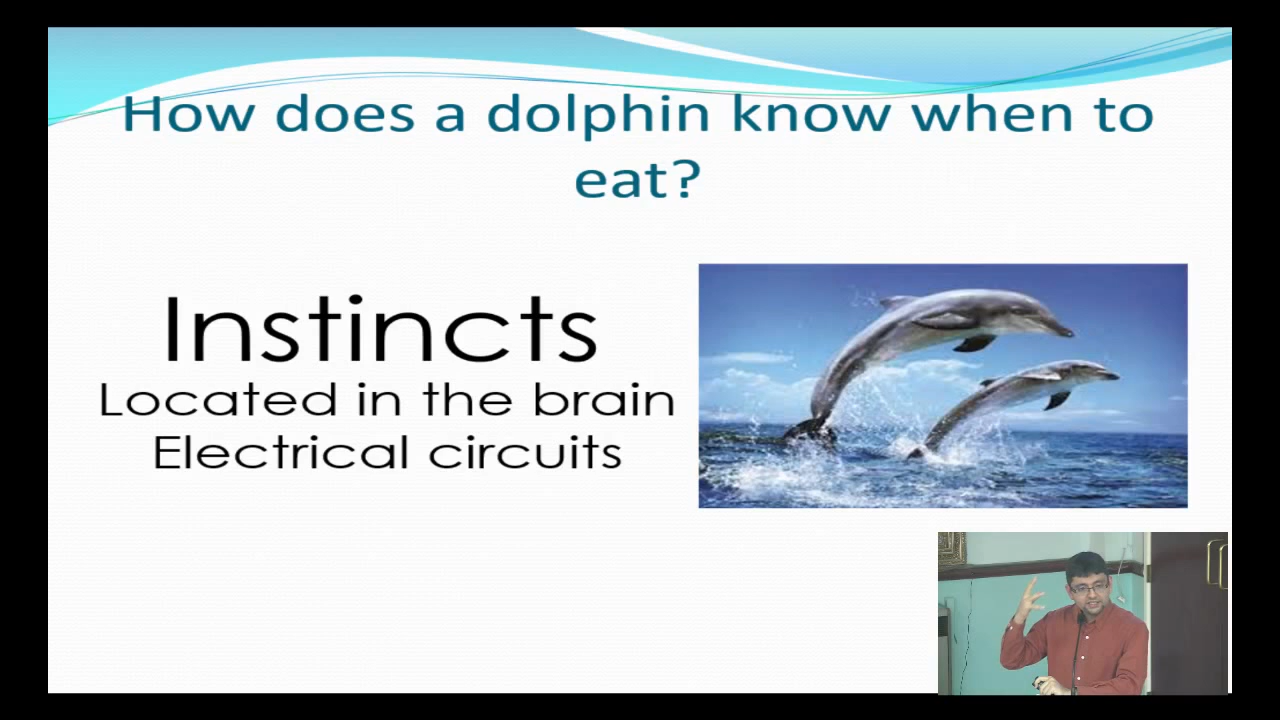 How does a dolphin know when to
eat?
Instincts
Located in the brain
Electrical circuits